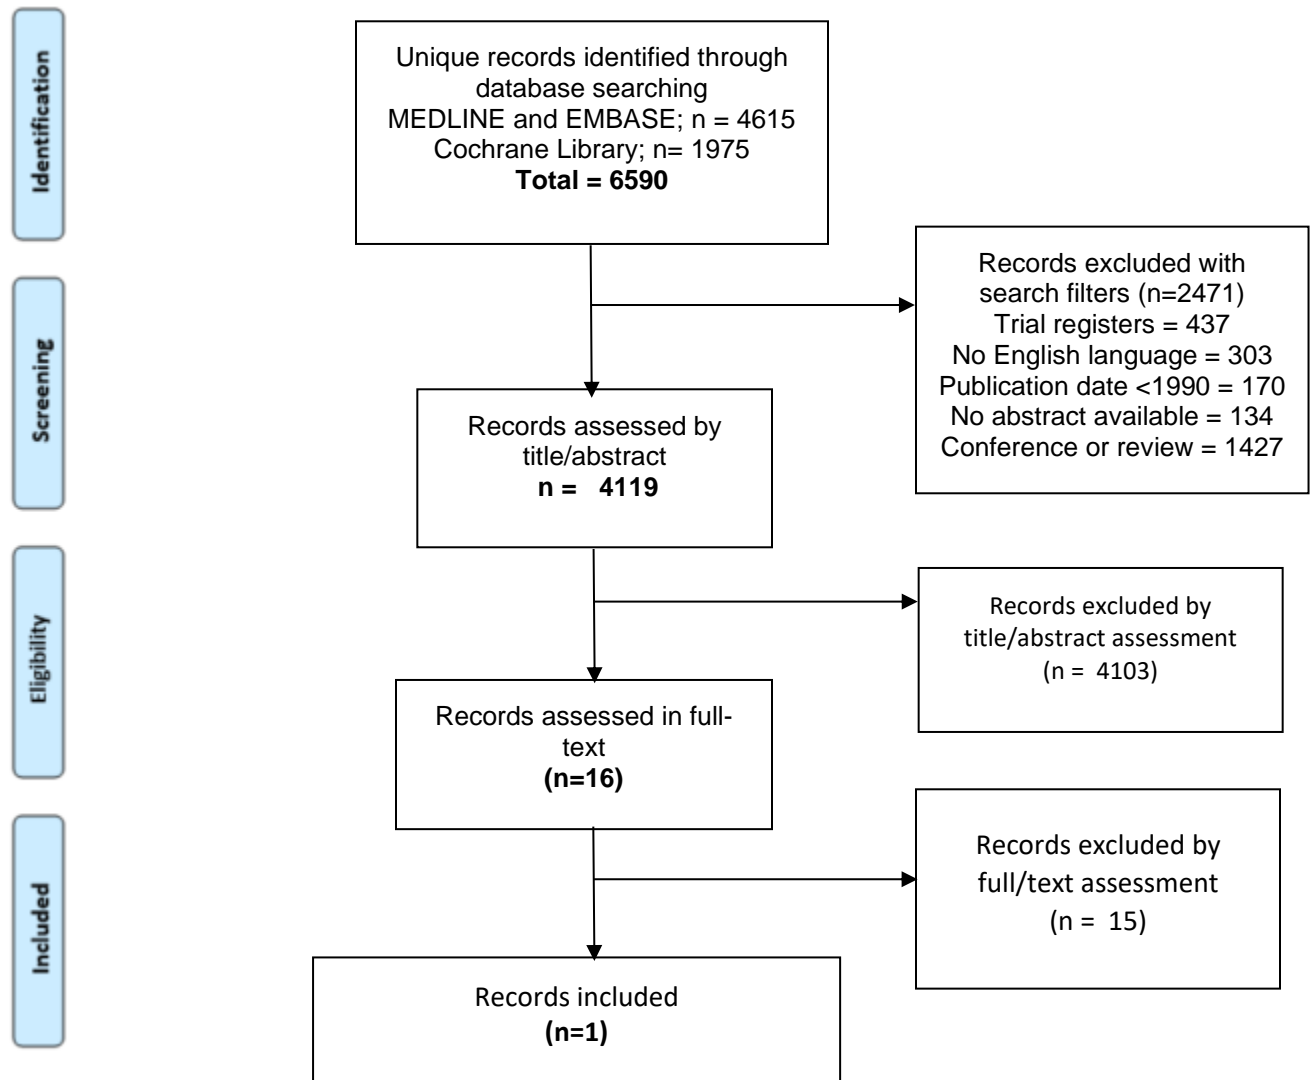 Identification
Unique records identified through
database searching
MEDLINE and EMBASE; n = 4615
Cochrane Library; n= 1975
Total = 6590
Records excluded with
search filters (n=2471)
Trial registers = 437
No English language = 303
Publication date <1990 = 170
No abstract available = 134
Conference or review = 1427
Screening
Records assessed by
title/abstract
n =   4119
Eligibility
Records excluded by
title/abstract assessment
(n =  4103)
Records assessed in full-
text
(n=16)
Included
Records excluded by
full/text assessment
(n =  15)
Records included
(n=1)